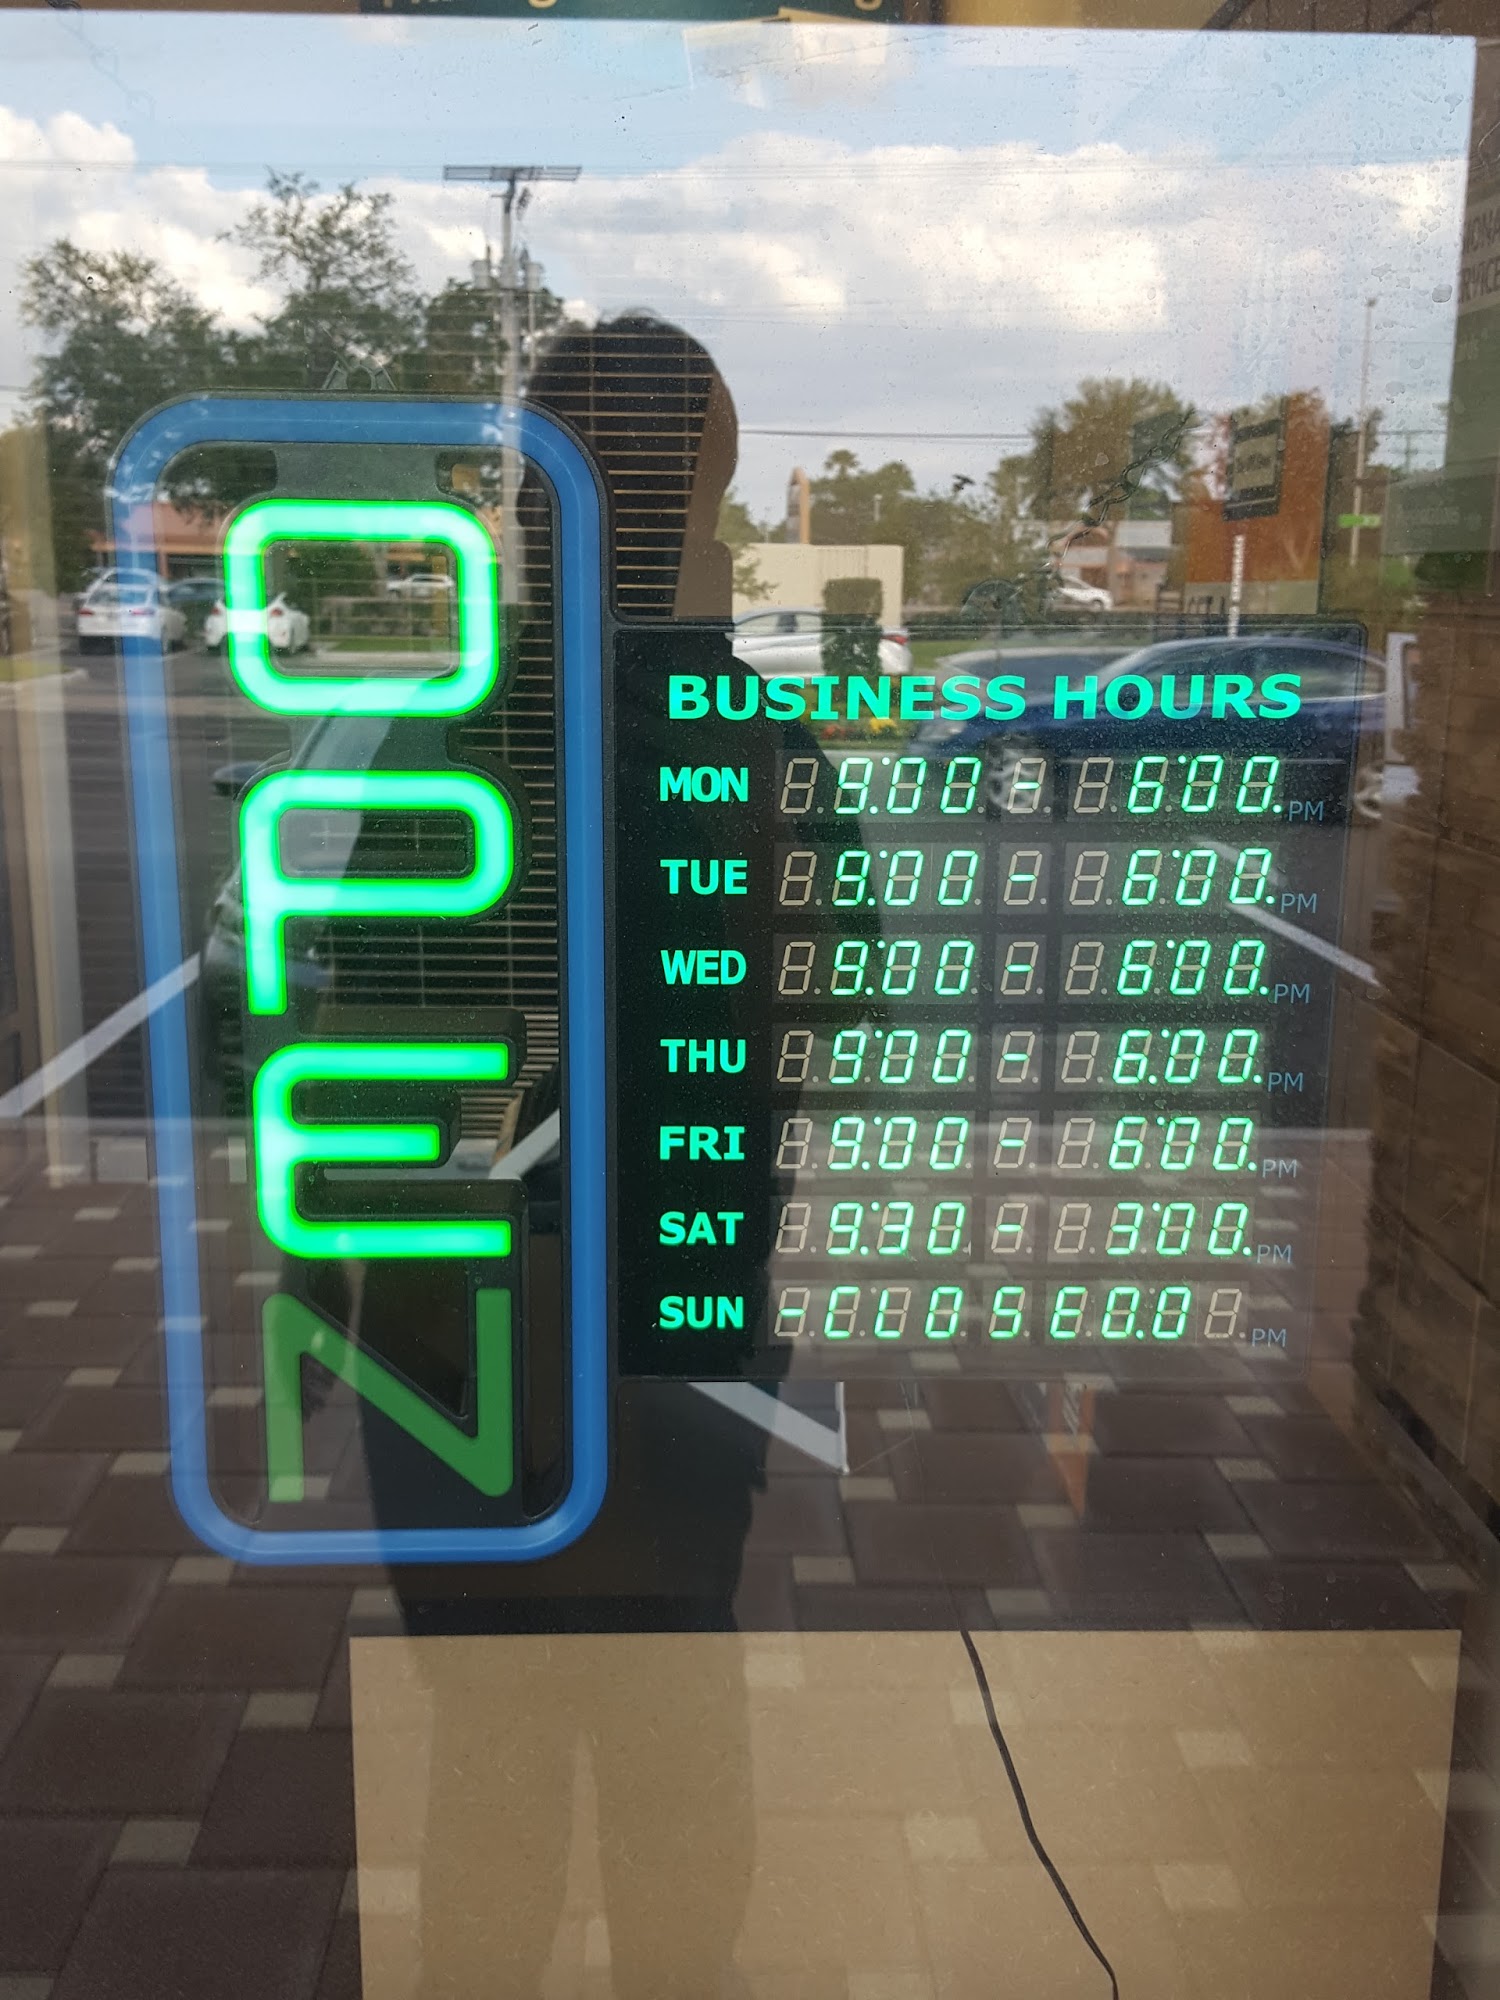 OPEN
BUSINESS HOURS
MON 9:00 - 6:00 PM
TUE 9:00 - 6:00 PM
WED 9:00 - 6:00 PM
THU 9:00 - 6:00 PM
FRI 9:00 - 6:00 PM
SAT 9:30 - 3:00 PM
SUN -CLOSED PM